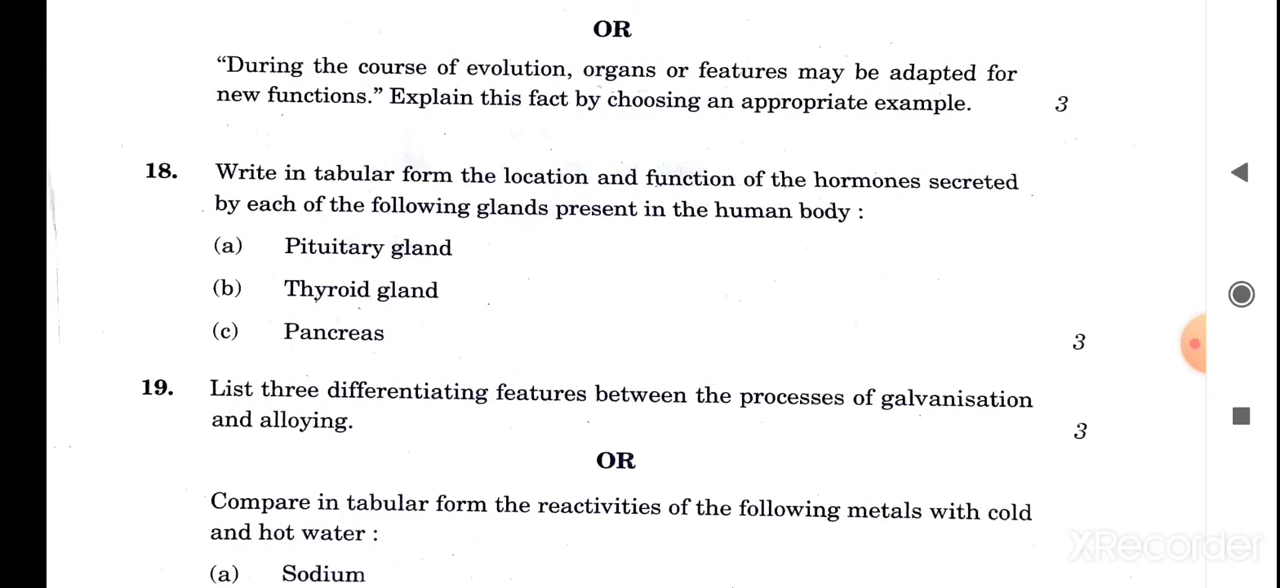 OR
“During the course of evolution, organs or features may be adapted for
new functions.” Explain this fact by choosing an appropriate example. 3
18. Write in tabular form the location and function of the hormones secreted
by each of the following glands present in the human body :
(a) Pituitary gland
(b) Thyroid gland
(c) Pancreas 3
19. List three differentiating features between the processes of galvanisation
and alloying. 3
OR
Compare in tabular form the reactivities of the following metals with cold
and hot water :
(a) Sodium
XRecorder